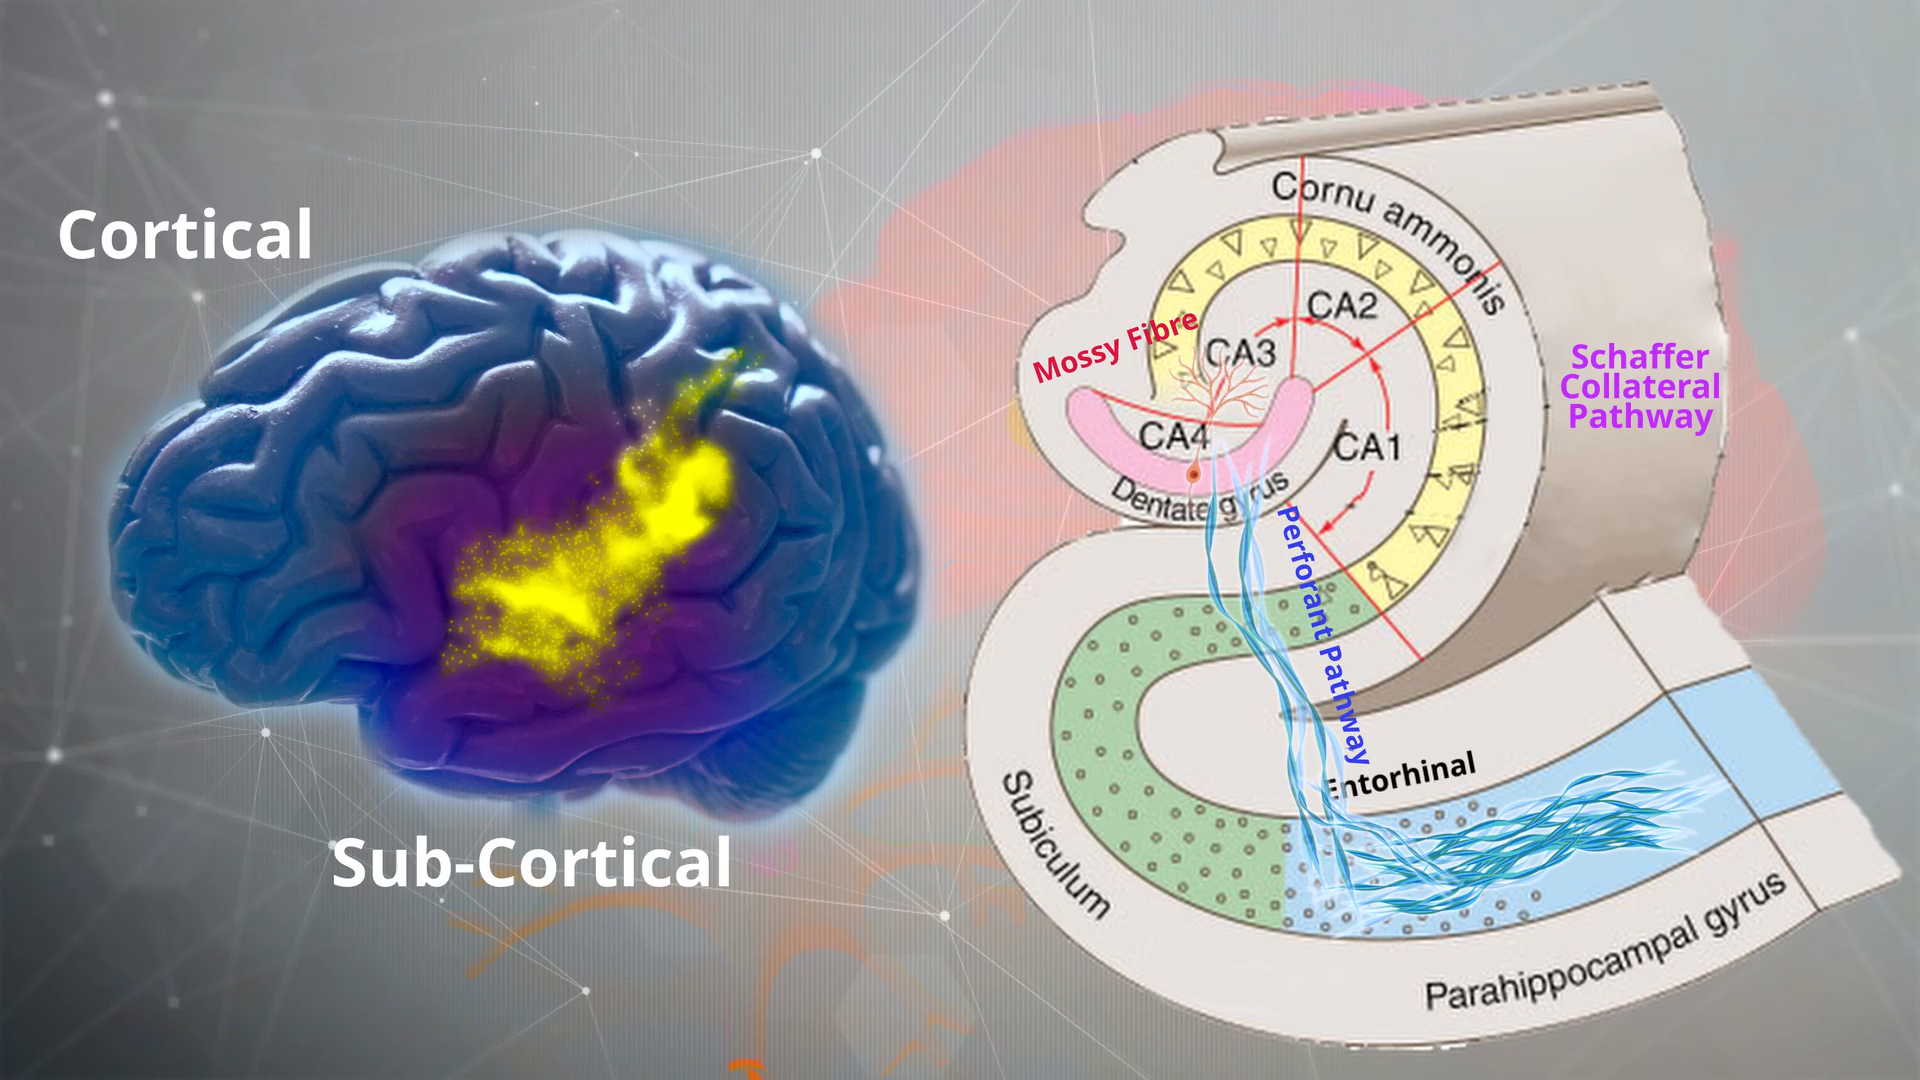 Cortical
Sub-Cortical
Cornu ammonis
CA2
CA3
Mossy Fibre
Schaffer
Collateral
Pathway
CA4
CA1
Dentate gyrus
Perforant Pathway
Entorhinal
Subiculum
Parahippocampal gyrus